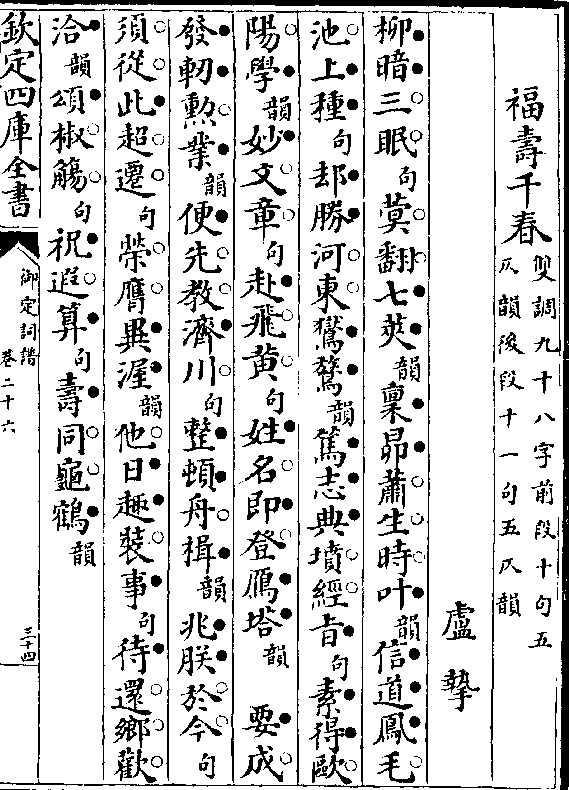 福壽千春 雙調九十八字前段十句五
仄韻後段十一句五仄韻
盧摯
柳暗三眠句蓂翻七莢韻稟昴蕭生時叶韻信道鳳毛
池上種句却勝河東鸑鷟韻篤志典墳經旨句素得歐
陽學韻妙文章句赴飛黄句姓名即登鴈塔韻 要成
發軔勲業韻便先教濟川句整頓舟楫韻兆朕於今句
須從此超遷句榮膺異渥韻他日趣裝事句待還鄉歡
洽韻頌椒觴句祝遐算句壽同龜鶴韻
欽定四庫全書
御定詞譜
卷二十六
三十四